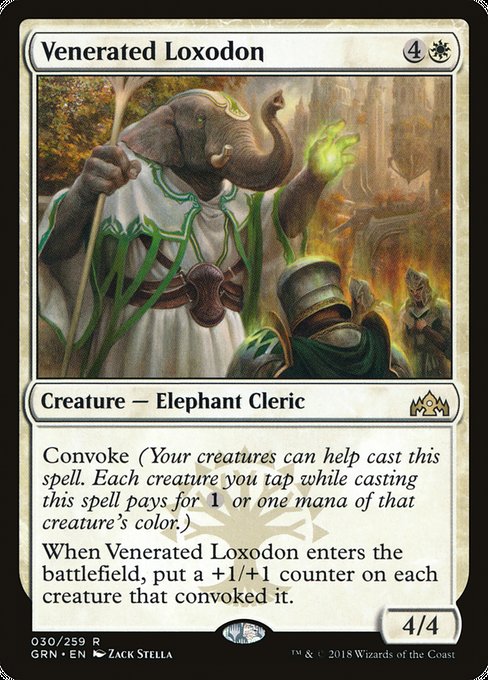 Venerated Loxodon 4
Creature — Elephant Cleric
Convoke (Your creatures can help cast this
spell. Each creature you tap while casting
this spell pays for 1 or one mana of that
creature's color.)
When Venerated Loxodon enters the
battlefield, put a +1/+1 counter on each
creature that convoked it.
4/4
030/259 R
GRN • EN Zack Stella
™ & © 2018 Wizards of the Coast